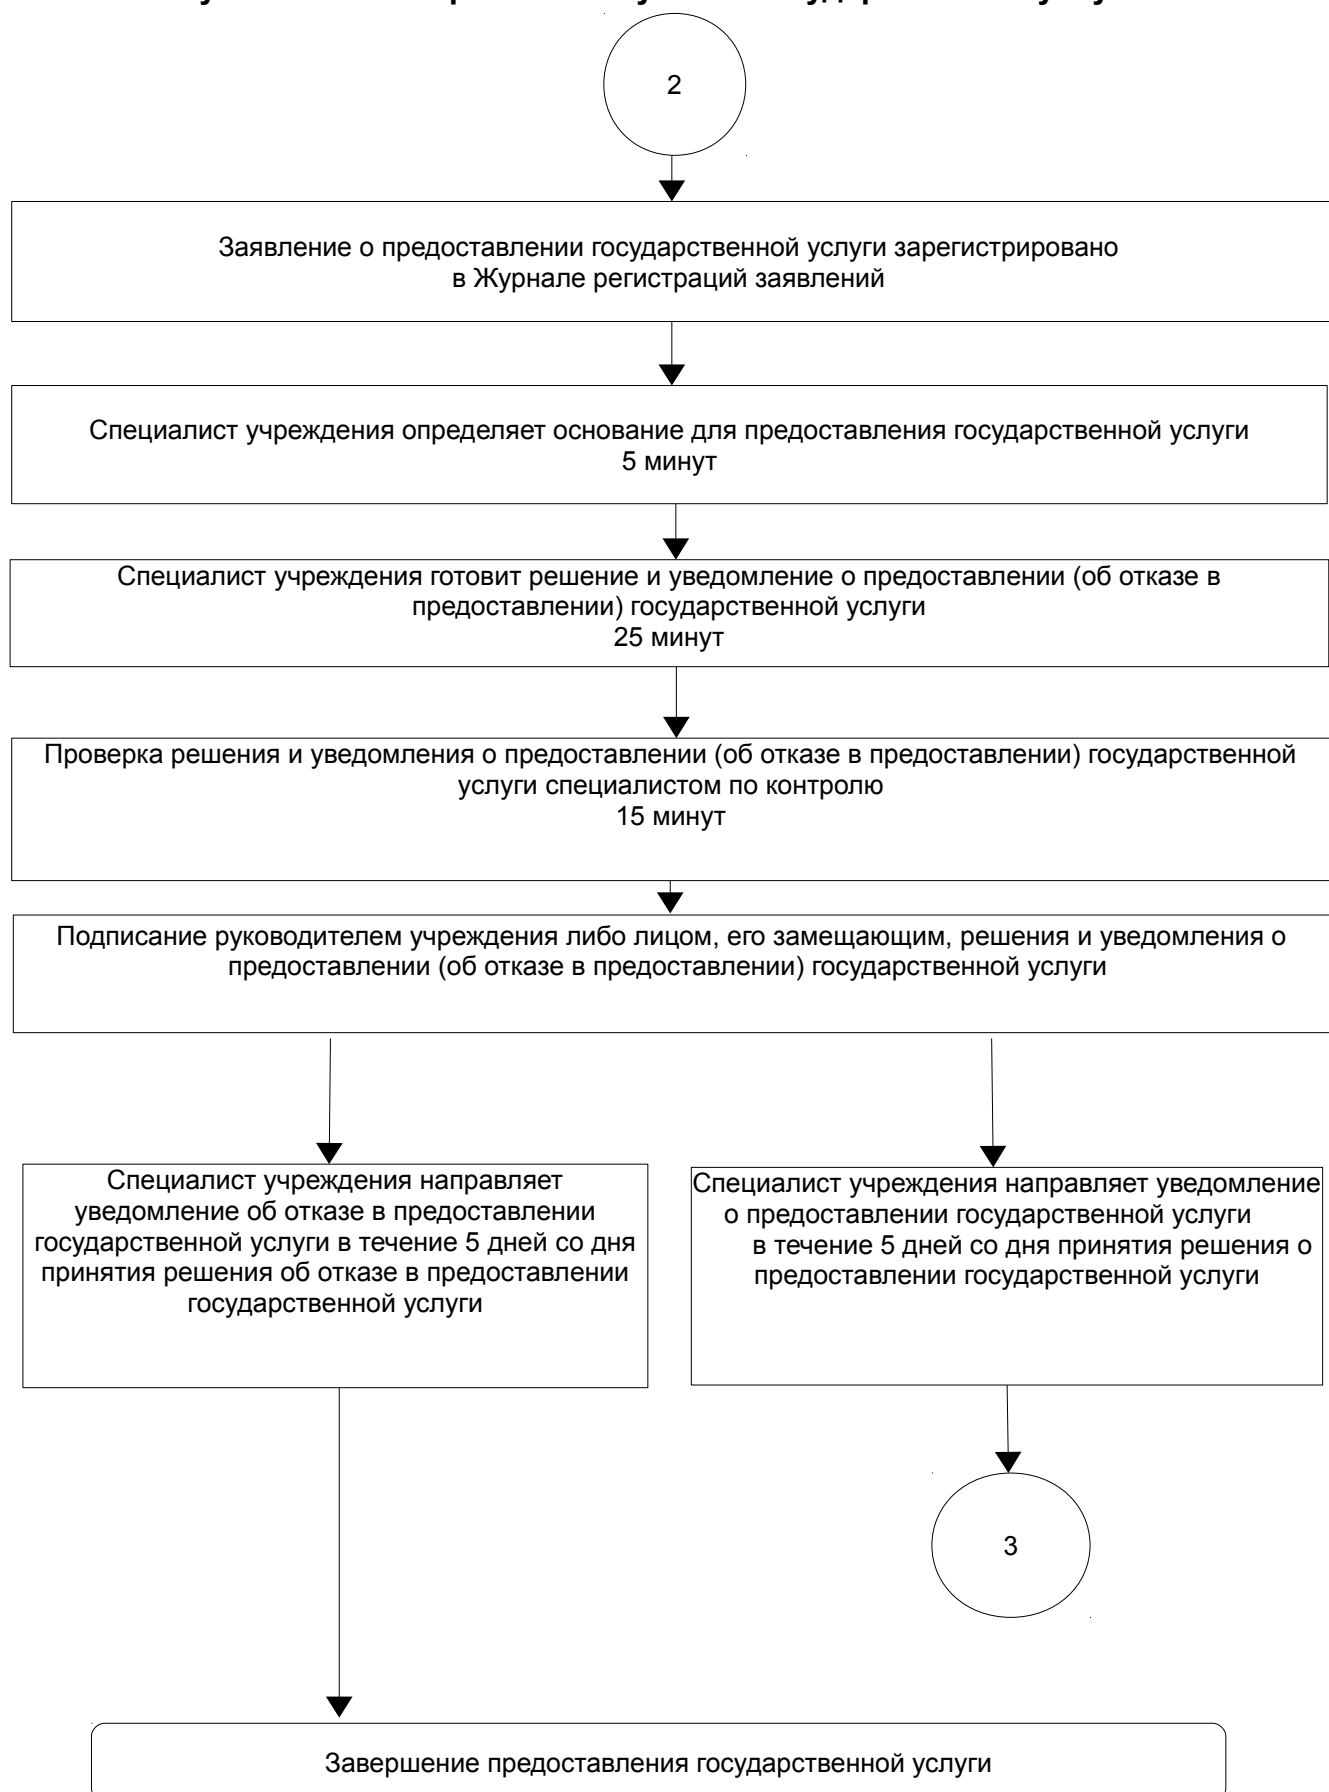 2
Заявление о предоставлении государственной услуги зарегистрировано
в Журнале регистраций заявлений
Специалист учреждения определяет основание для предоставления государственной услуги
5 минут
Специалист учреждения готовит решение и уведомление о предоставлении (об отказе в
предоставлении) государственной услуги
25 минут
Проверка решения и уведомления о предоставлении (об отказе в предоставлении) государственной
услуги специалистом по контролю
15 минут
Подписание руководителем учреждения либо лицом, его замещающим, решения и уведомления о
предоставлении (об отказе в предоставлении) государственной услуги
Специалист учреждения направляет
уведомление об отказе в предоставлении
государственной услуги в течение 5 дней со дня
принятия решения об отказе в предоставлении
государственной услуги
Специалист учреждения направляет уведомление
о предоставлении государственной услуги
в течение 5 дней со дня принятия решения о
предоставлении государственной услуги
3
Завершение предоставления государственной услуги